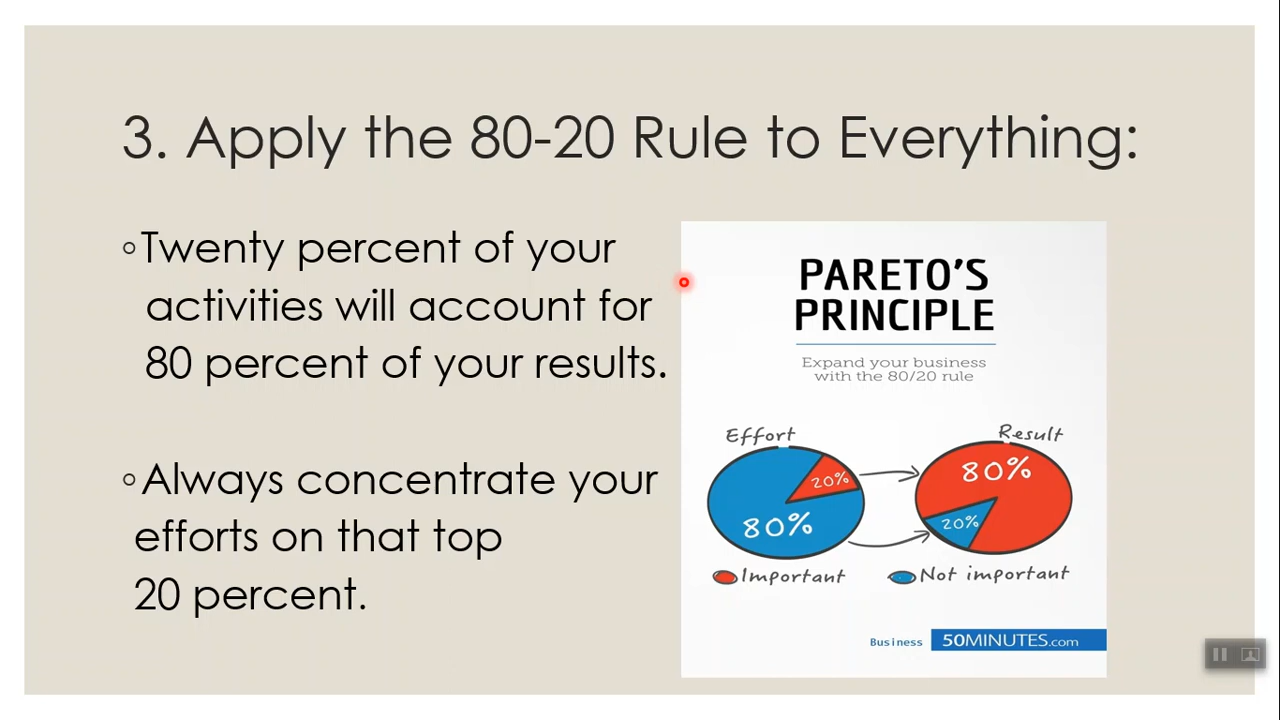 3. Apply the 80-20 Rule to Everything:
◦Twenty percent of your
activities will account for
80 percent of your results.
◦Always concentrate your
efforts on that top
20 percent.
PARETO'S
PRINCIPLE
Expand your business
with the 80/20 rule
Effort
Result
20%
80%
80%
20%
Important
Not important
Business
50MINUTES.com